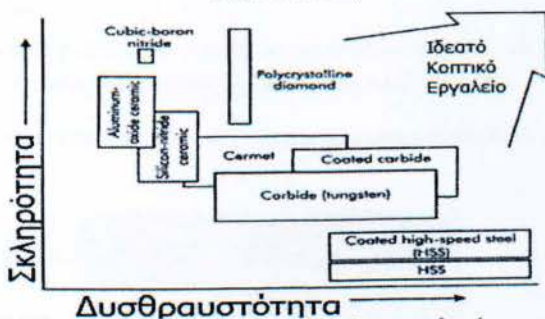 Cubic-boron
nitride
Polycrystalline
diamond
Ιδεατό
Κοπτικό
Εργαλείο
Aluminum-
oxide ceramic
Silicon-nitride
ceramic
Cermet
Coated carbide
Carbide (tungsten)
Coated high-speed steel
(HSS)
HSS
Σκληρότητα
Δυσθραυστότητα